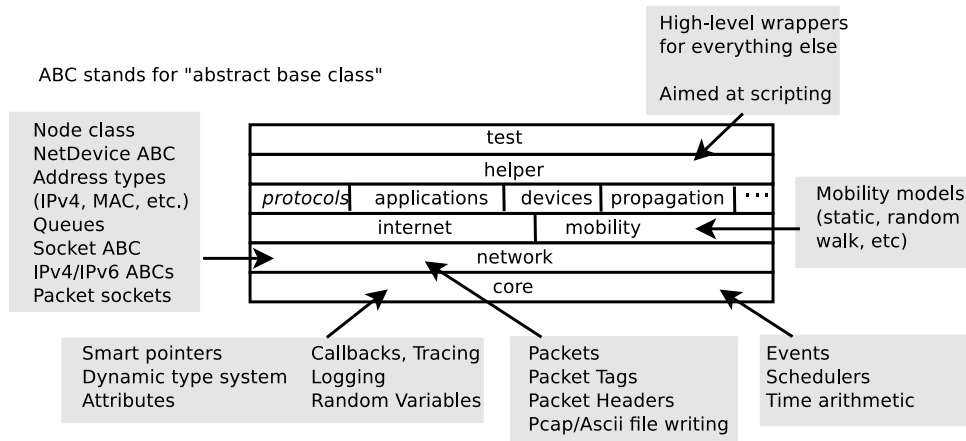 High-level wrappers
for everything else
Aimed at scripting
ABC stands for "abstract base class"
Node class
NetDevice ABC
Address types
(IPv4, MAC, etc.)
Queues
Socket ABC
IPv4/IPv6 ABCs
Packet sockets
test
helper
protocols applications devices propagation ...
internet mobility
network
core
Mobility models
(static, random
walk, etc)
Smart pointers
Dynamic type system
Attributes
Callbacks, Tracing
Logging
Random Variables
Packets
Packet Tags
Packet Headers
Pcap/Ascii file writing
Events
Schedulers
Time arithmetic